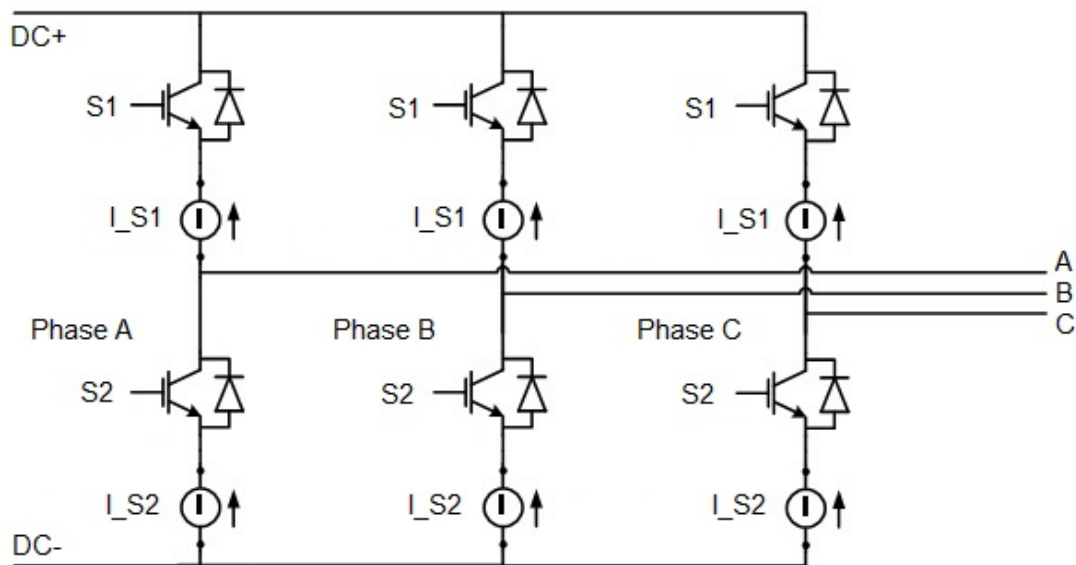 DC+
S1 S1 S1
I_S1 I_S1 I_S1
A
B
C
Phase A Phase B Phase C
S2 S2 S2
I_S2 I_S2 I_S2
DC-